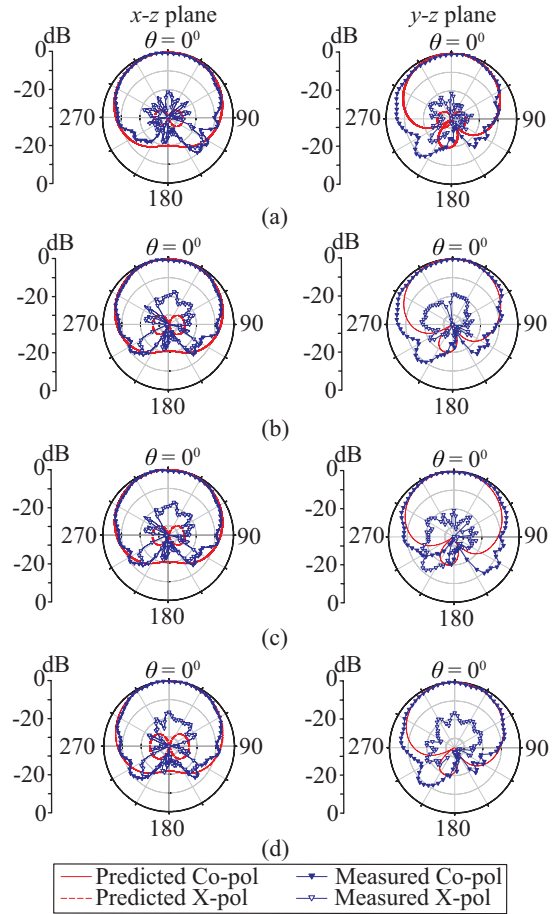 x-z plane
y-z plane
dB
θ = 0⁰
0
-20
270
90
-20
0
180
dB
θ = 0⁰
0
-20
270
90
-20
0
180
(a)
dB
θ = 0⁰
0
-20
270
90
-20
0
180
dB
θ = 0⁰
0
-20
270
90
-20
0
180
(b)
dB
θ = 0⁰
0
-20
270
90
-20
0
180
dB
θ = 0⁰
0
-20
270
90
-20
0
180
(c)
dB
θ = 0⁰
0
-20
270
90
-20
0
180
dB
θ = 0⁰
0
-20
270
90
-20
0
180
(d)
Predicted Co-pol
Measured Co-pol
Predicted X-pol
Measured X-pol